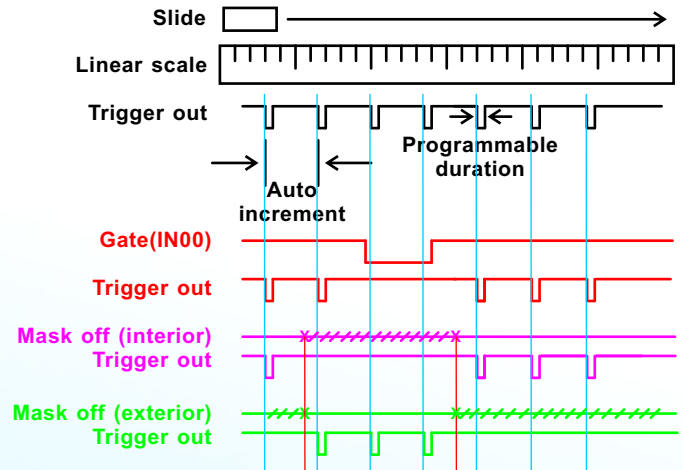 Slide
Linear scale
Trigger out
Programmable
duration
Auto
increment
Gate(IN00)
Trigger out
Mask off (interior)
Trigger out
Mask off (exterior)
Trigger out